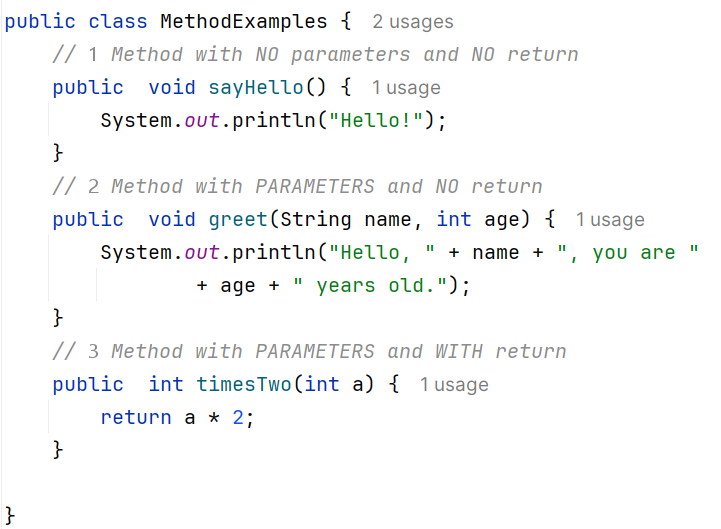 public class MethodExamples {  2 usages
    // 1 Method with NO parameters and NO return
    public  void sayHello() {  1 usage
        System.out.println("Hello!");
    }
    // 2 Method with PARAMETERS and NO return
    public  void greet(String name, int age) {  1 usage
        System.out.println("Hello, " + name + ", you are "
                + age + " years old.");
    }
    // 3 Method with PARAMETERS and WITH return
    public  int timesTwo(int a) {  1 usage
        return a * 2;
    }

}